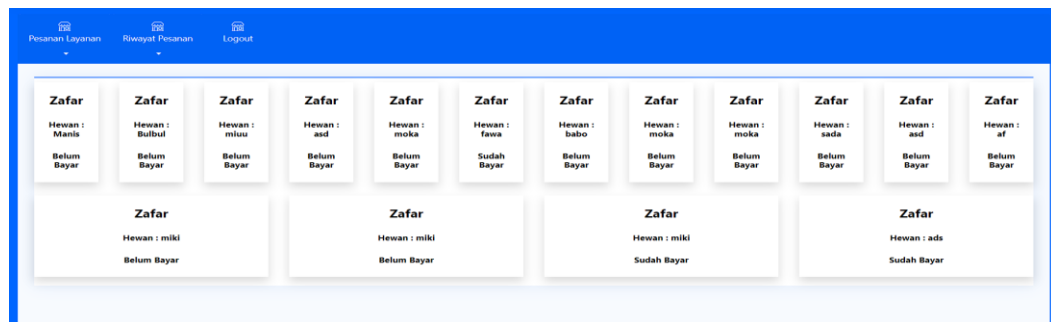 Pesanan Layanan
Riwayat Pesanan
Logout
Zafar
Hewan :
Manis
Belum
Bayar
Zafar
Hewan :
Bulbul
Belum
Bayar
Zafar
Hewan :
miuu
Belum
Bayar
Zafar
Hewan :
asd
Belum
Bayar
Zafar
Hewan :
moka
Belum
Bayar
Zafar
Hewan :
fawa
Sudah
Bayar
Zafar
Hewan :
babo
Belum
Bayar
Zafar
Hewan :
moka
Belum
Bayar
Zafar
Hewan :
moka
Belum
Bayar
Zafar
Hewan :
sada
Belum
Bayar
Zafar
Hewan :
asd
Belum
Bayar
Zafar
Hewan :
af
Belum
Bayar
Zafar
Hewan : miki
Belum Bayar
Zafar
Hewan : miki
Belum Bayar
Zafar
Hewan : miki
Sudah Bayar
Zafar
Hewan : ads
Sudah Bayar